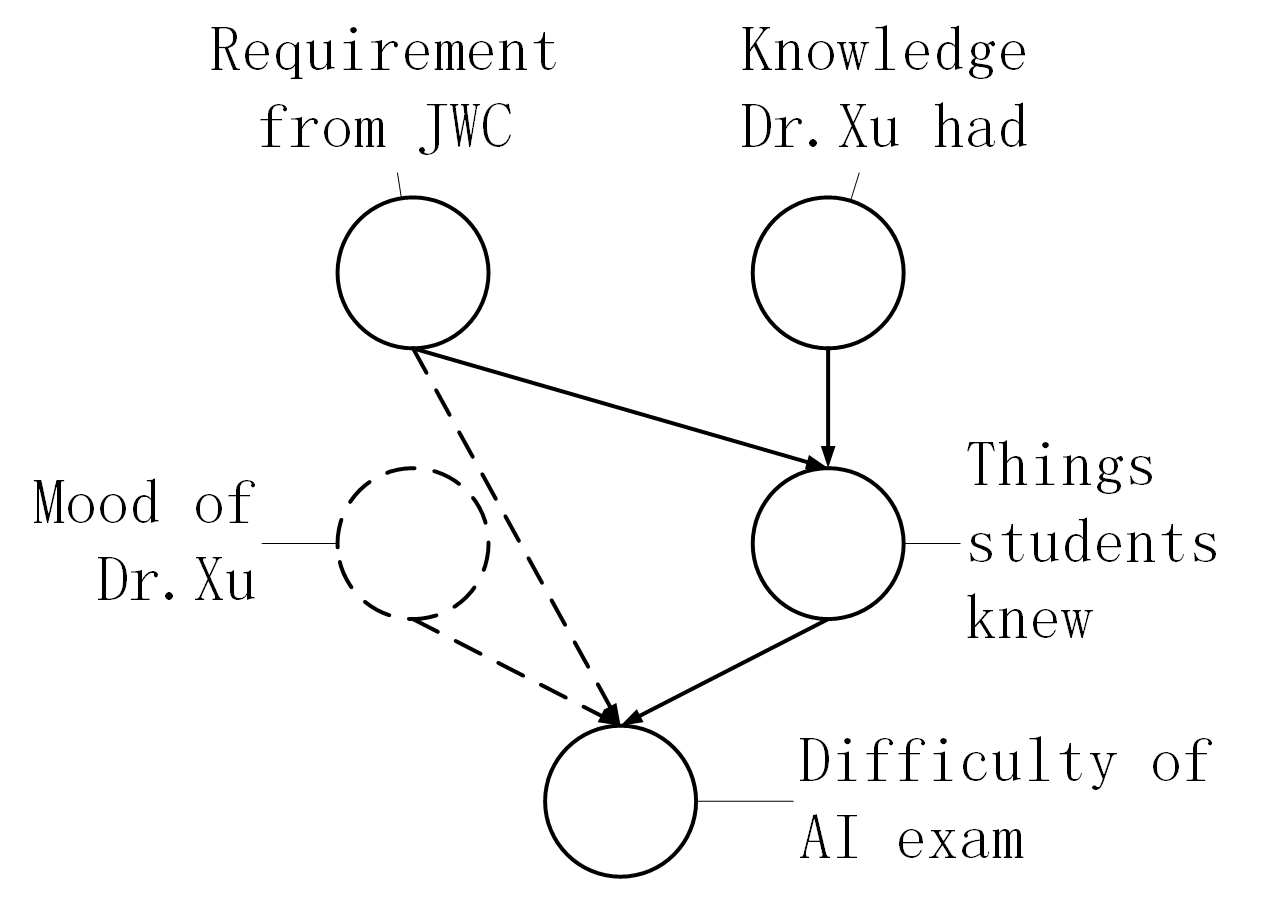 Requirement
from JWC
Knowledge
Dr.Xu had
Mood of
Dr.Xu
Things
students
knew
Difficulty of
AI exam